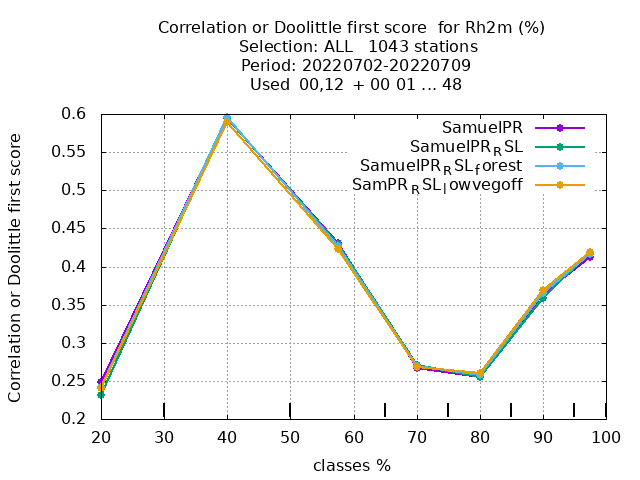 Correlation or Doolittle first score  for Rh2m (%)
Selection: ALL   1043 stations
Period: 20220702-20220709
Used  00,12  + 00 01 ... 48
Correlation or Doolittle first score
0.6
0.55
0.5
0.45
0.4
0.35
0.3
0.25
0.2
SamuelPR
SamuelPR_RSL
SamuelPR_RSL_forest
SamPR_RSL_lowvegoff
20 30 40 50 60 70 80 90 100
classes %